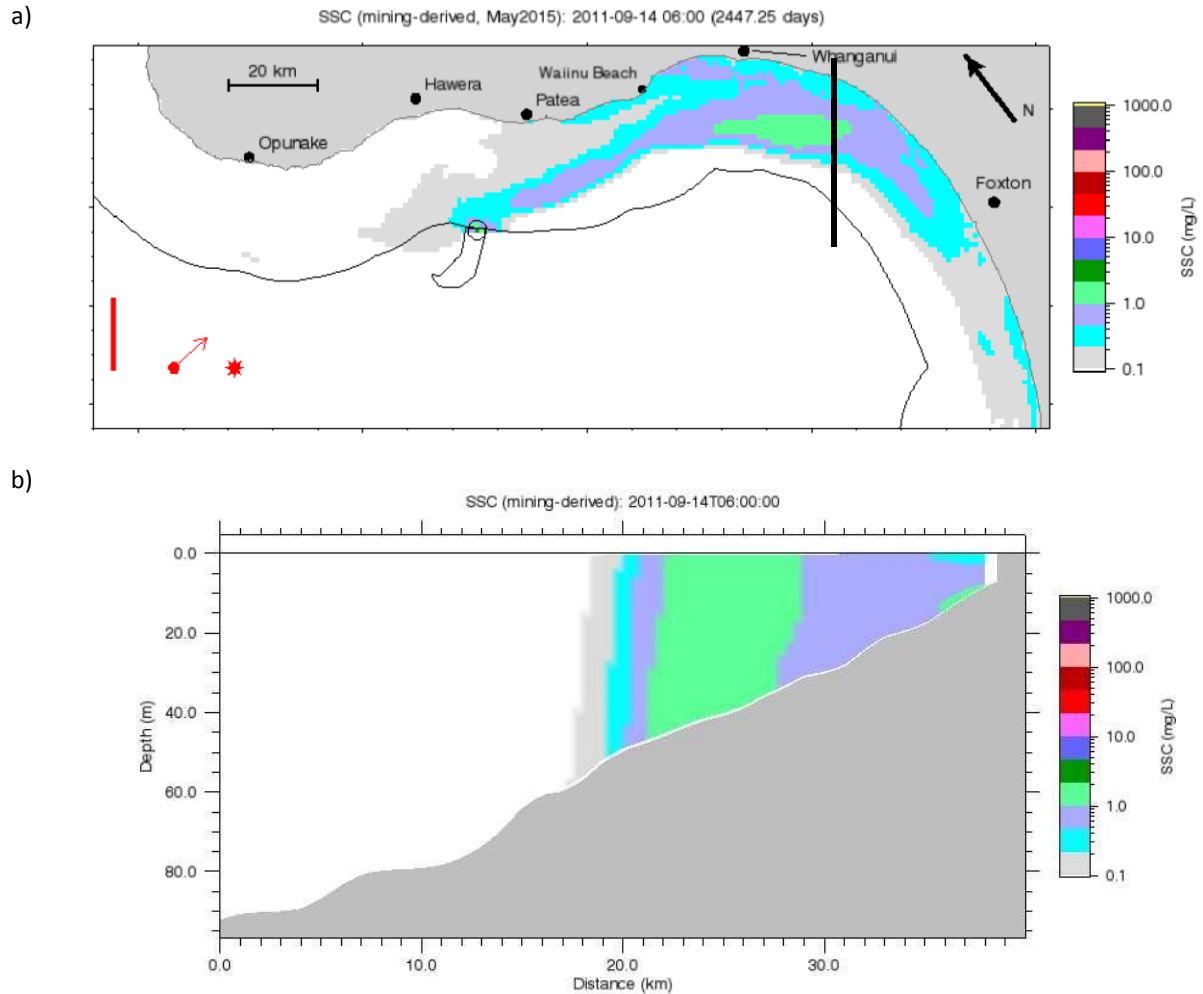 a)
SSC (mining-derived, May2015): 2011-09-14 06:00 (2447.25 days)
20 km
Opunake
Hawera
Patea
Waiinu Beach
Whanganui
N
Foxton
1000.0
100.0
10.0
1.0
0.1
SSC (mg/L)
b)
SSC (mining-derived): 2011-09-14T06:00:00
0.0
20.0
40.0
60.0
80.0
Depth (m)
0.0 10.0 20.0 30.0
Distance (km)
1000.0
100.0
10.0
1.0
0.1
SSC (mg/L)